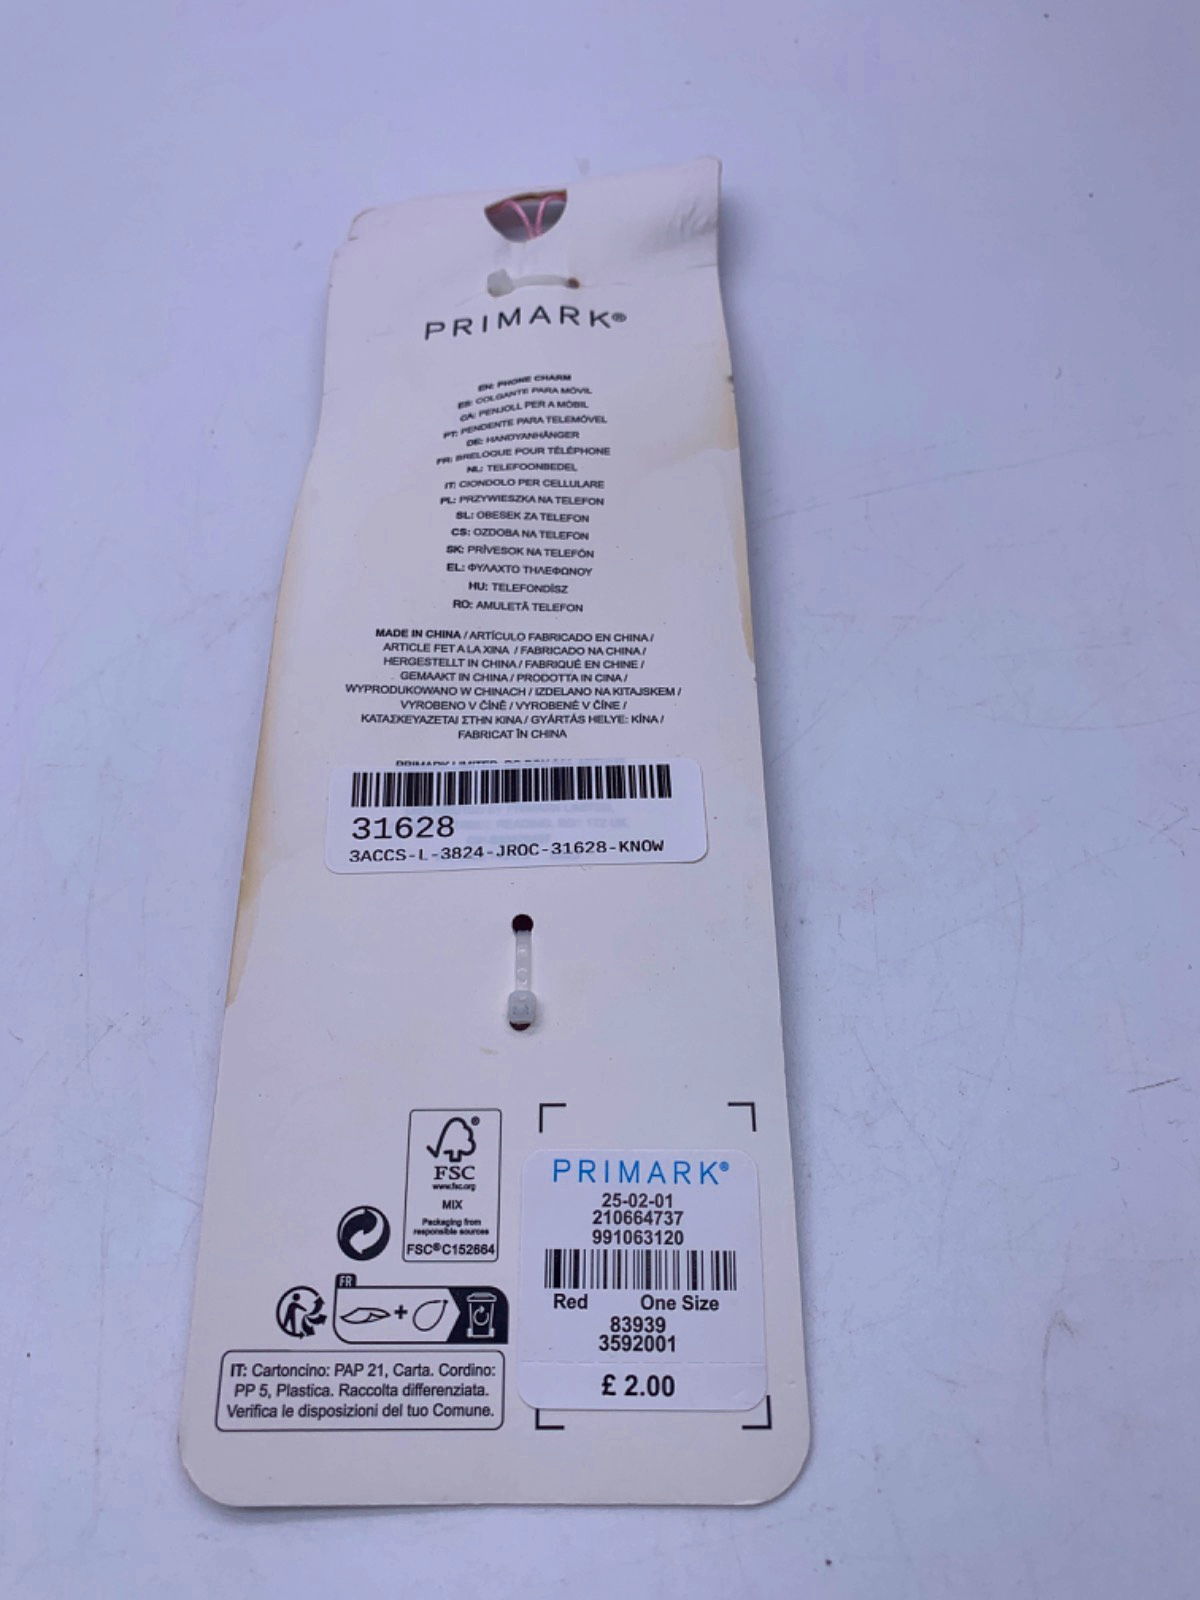 PRIMARK®
EN: PHONE CHARM
ES: COLGANTE PARA MÓVIL
CA: PENJOLL PER A MÒBIL
PT: PENDENTE PARA TELEMÓVEL
DE: HANDYANHÄNGER
FR: BRELOQUE POUR TÉLÉPHONE
NL: TELEFOONBEDEL
IT: CIONDOLO PER CELLULARE
PL: PRZYWIESZKA NA TELEFON
SL: OBESEK ZA TELEFON
CS: OZDOBA NA TELEFON
SK: PRÍVESOK NA TELEFÓN
EL: ΦΥΛΑΧΤΟ ΤΗΛΕΦΩΝΟΥ
HU: TELEFONDÍSZ
RO: AMULETĂ TELEFON
MADE IN CHINA / ARTÍCULO FABRICADO EN CHINA /
ARTICLE FET A LA XINA / FABRICADO NA CHINA /
HERGESTELLT IN CHINA / FABRIQUÉ EN CHINE /
GEMAAKT IN CHINA / PRODOTTA IN CINA /
WYPRODUKOWANO W CHINACH / IZDELANO NA KITAJSKEM /
VYROBENO V ČÍNĚ / VYROBENÉ V ČÍNE /
ΚΑΤΑΣΚΕΥΑΖΕΤΑΙ ΣΤΗΝ ΚΙΝΑ / GYÁRTÁS HELYE: KÍNA /
FABRICAT ÎN CHINA
PRIMARK LIMITED,
31628
3ACCS-L-3824-JROC-31628-KNOW
FSC®
www.fsc.org
MIX
Packaging from
responsible sources
FSC® C152664
FR
IT: Cartoncino: PAP 21, Carta. Cordino:
PP 5, Plastica. Raccolta differenziata.
Verifica le disposizioni del tuo Comune.
PRIMARK®
25-02-01
210664737
991063120
Red One Size
83939
3592001
£ 2.00